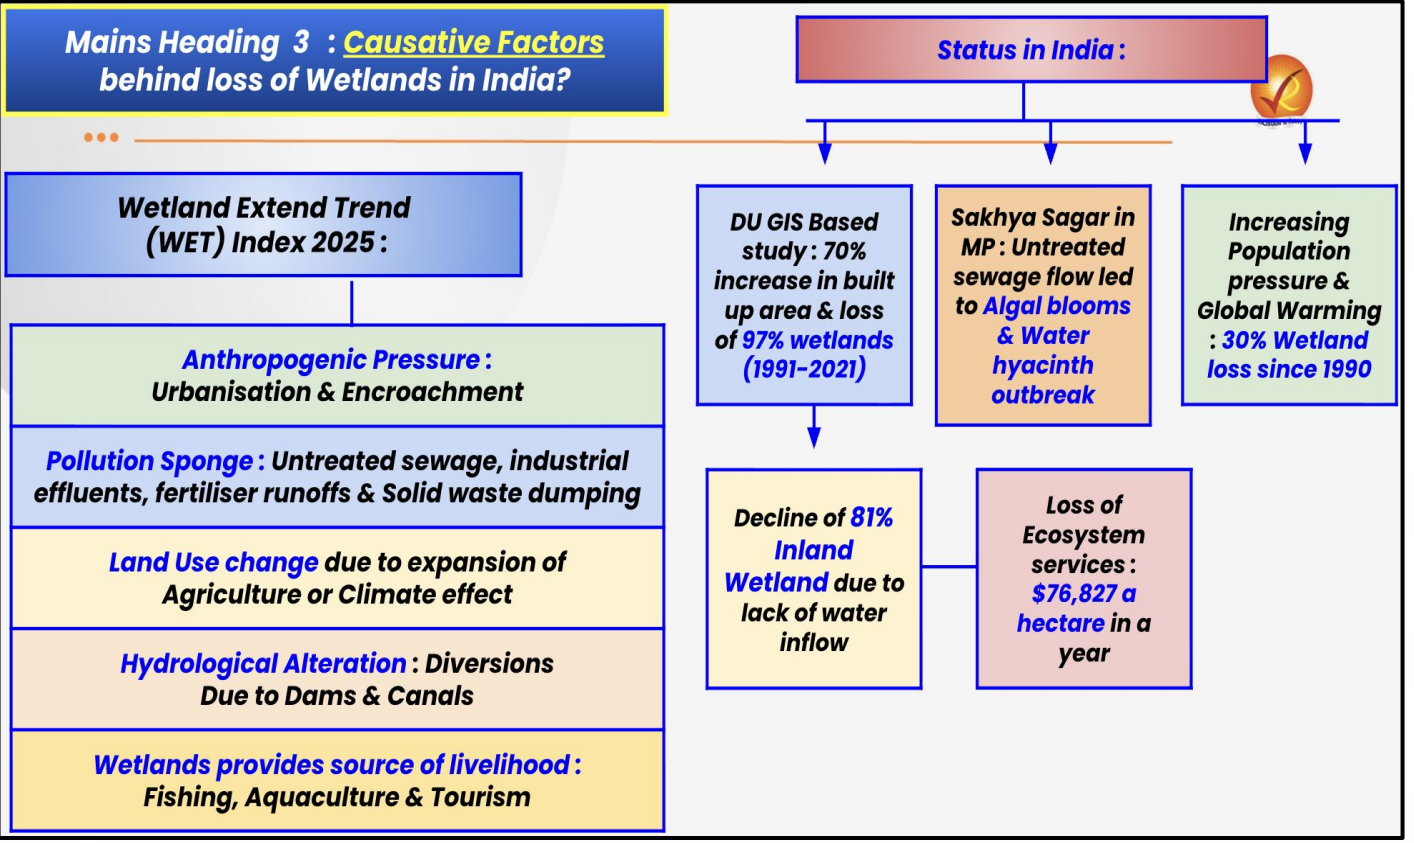 Mains Heading 3 : Causative Factors
behind loss of Wetlands in India?
Wetland Extend Trend
(WET) Index 2025 :
Anthropogenic Pressure :
Urbanisation & Encroachment
Pollution Sponge : Untreated sewage, industrial
effluents, fertiliser runoffs & Solid waste dumping
Land Use change due to expansion of
Agriculture or Climate effect
Hydrological Alteration : Diversions
Due to Dams & Canals
Wetlands provides source of livelihood :
Fishing, Aquaculture & Tourism
Status in India :
DU GIS Based
study : 70%
increase in built
up area & loss
of 97% wetlands
(1991-2021)
Sakhya Sagar in
MP : Untreated
sewage flow led
to Algal blooms
& Water
hyacinth
outbreak
Increasing
Population
pressure &
Global Warming
: 30% Wetland
loss since 1990
Decline of 81%
Inland
Wetland due to
lack of water
inflow
Loss of
Ecosystem
services :
$76,827 a
hectare in a
year